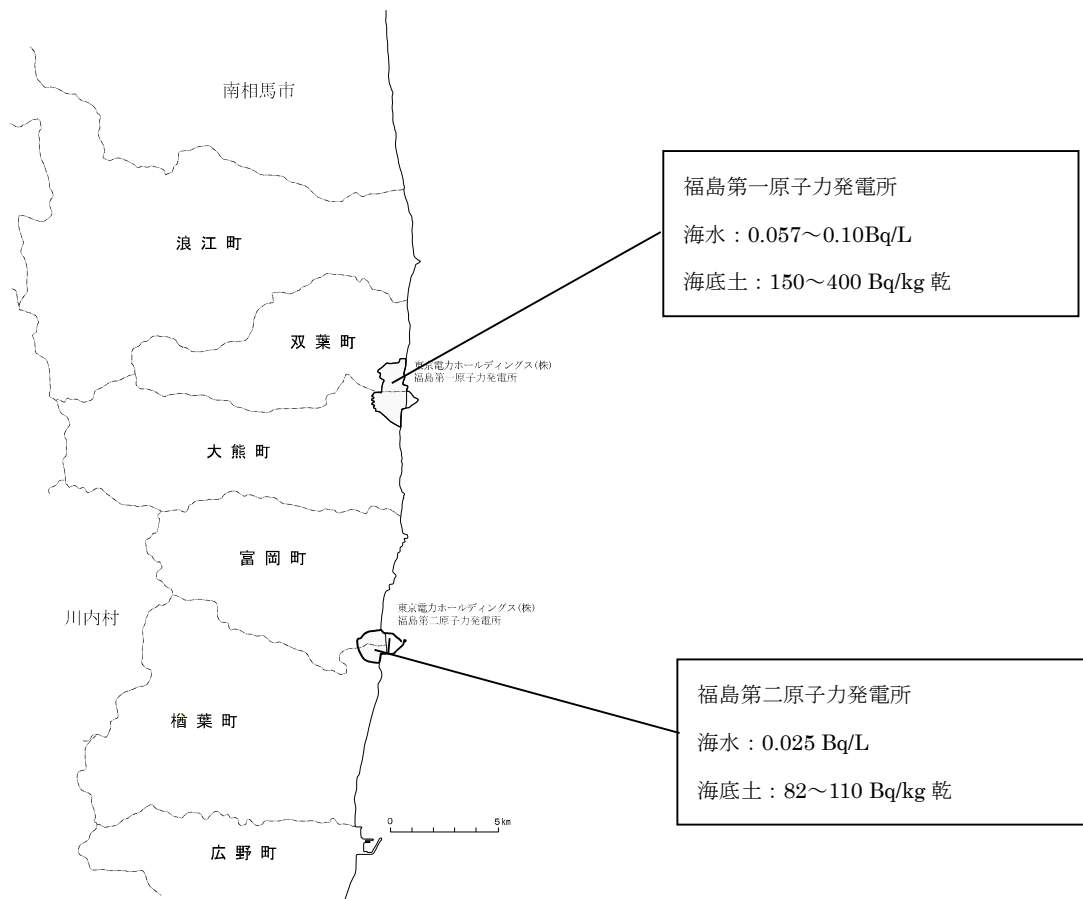 南相馬市
福島第一原子力発電所
海水：0.057～0.10Bq/L
海底土：150～400 Bq/kg 乾
浪江町
双葉町
東京電力ホールディングス(株)
福島第一原子力発電所
大熊町
富岡町
川内村
東京電力ホールディングス(株)
福島第二原子力発電所
福島第二原子力発電所
海水：0.025 Bq/L
海底土：82～110 Bq/kg 乾
楢葉町
0 5km
広野町